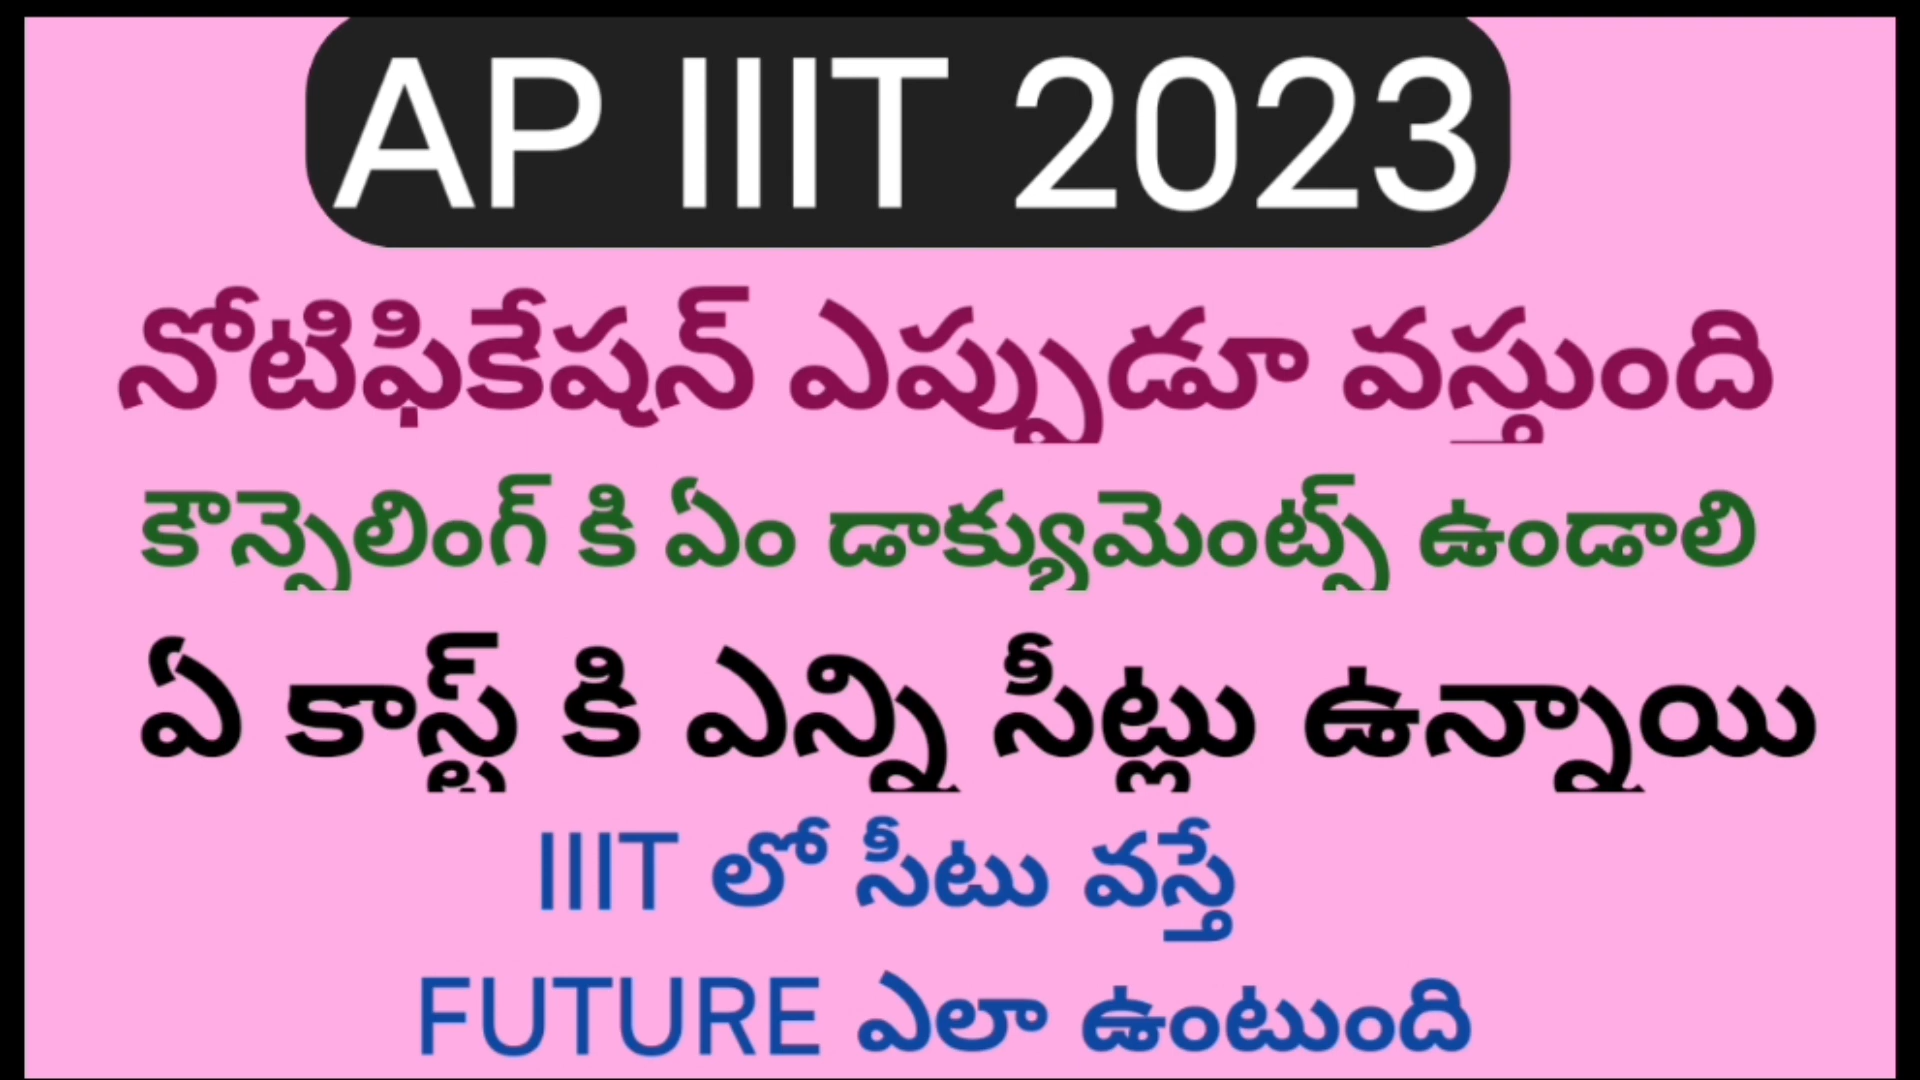 AP IIIT 2023
నోటిఫికేషన్ ఎప్పుడూ వస్తుంది
కౌన్సెలింగ్ కి ఏం డాక్యుమెంట్స్ ఉండాలి
ఏ కాస్ట్ కి ఎన్ని సీట్లు ఉన్నాయి
IIIT లో సీటు వస్తే
FUTURE ఎలా ఉంటుంది